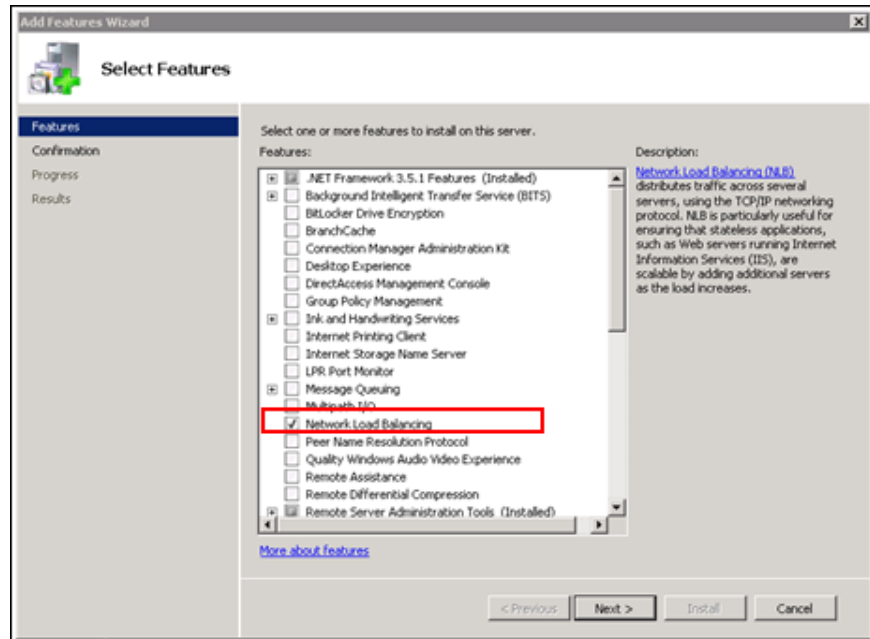 Add Features Wizard
Select Features
Features
Confirmation
Progress
Results
Select one or more features to install on this server.
Features:
.NET Framework 3.5.1 Features (Installed)
Background Intelligent Transfer Service (BITS)
BitLocker Drive Encryption
BranchCache
Connection Manager Administration Kit
Desktop Experience
DirectAccess Management Console
Group Policy Management
Ink and Handwriting Services
Internet Printing Client
Internet Storage Name Server
LPR Port Monitor
Message Queuing
Multipath I/O
Network Load Balancing
Peer Name Resolution Protocol
Quality Windows Audio Video Experience
Remote Assistance
Remote Differential Compression
Remote Server Administration Tools (Installed)
More about features
Description:
Network Load Balancing (NLB)
distributes traffic across several
servers, using the TCP/IP networking
protocol. NLB is particularly useful for
ensuring that stateless applications,
such as Web servers running Internet
Information Services (IIS), are
scalable by adding additional servers
as the load increases.
< Previous
Next >
Install
Cancel